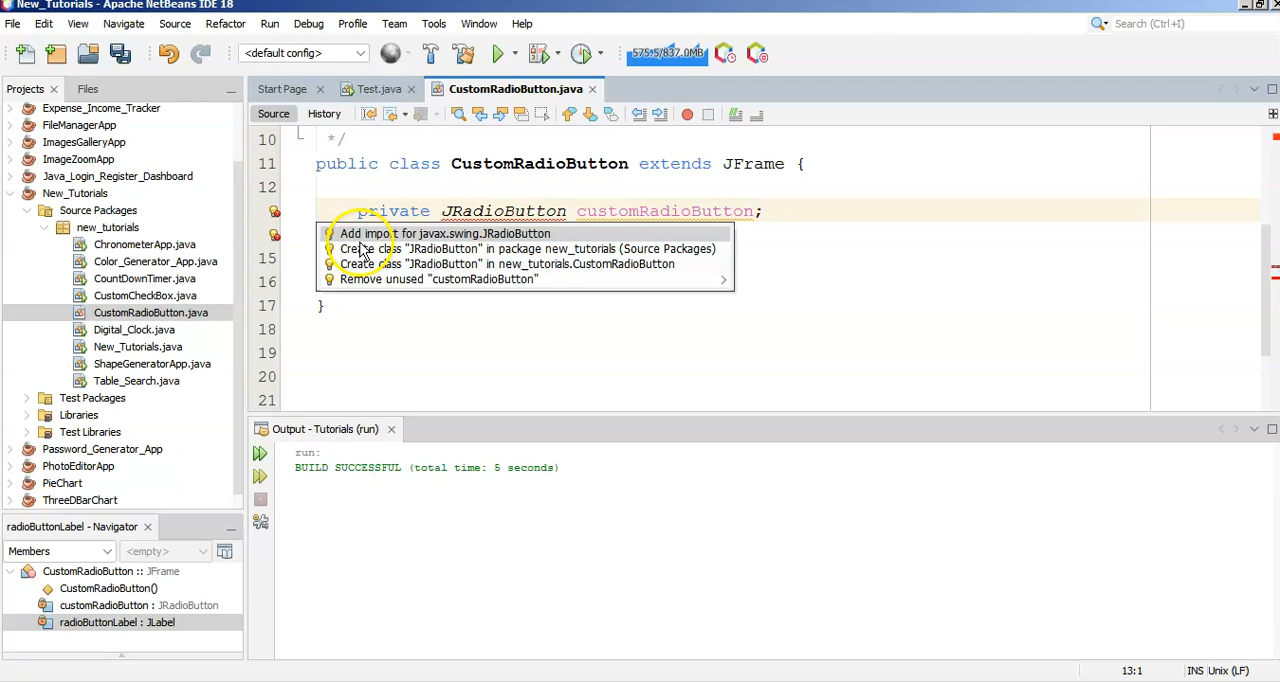 New_Tutorials - Apache NetBeans IDE 18
File Edit View Navigate Source Refactor Run Debug Profile Team Tools Window Help
Search (Ctrl+I)
<default config>
575.5/837.0MB
Projects
Files
Expense_Income_Tracker
FileManagerApp
ImagesGalleryApp
ImageZoomApp
Java_Login_Register_Dashboard
New_Tutorials
Source Packages
new_tutorials
ChronometerApp.java
Color_Generator_App.java
CountDownTimer.java
CustomCheckBox.java
CustomRadioButton.java
Digital_Clock.java
New_Tutorials.java
ShapeGeneratorApp.java
Table_Search.java
Test Packages
Libraries
Test Libraries
Password_Generator_App
PhotoEditorApp
PieChart
ThreeDBarChart
radioButtonLabel - Navigator
Members
<empty>
CustomRadioButton :: JFrame
CustomRadioButton()
customRadioButton : JRadioButton
radioButtonLabel : JLabel
Start Page
Test.java
CustomRadioButton.java
Source
History
10 */
11 public class CustomRadioButton extends JFrame {
12
private JRadioButton customRadioButton;
Add import for javax.swing.JRadioButton
Create class "JRadioButton" in package new_tutorials (Source Packages)
Create class "JRadioButton" in new_tutorials.CustomRadioButton
Remove unused "customRadioButton"
15
16
17 }
18
19
20
21
Output - Tutorials (run)
run:
BUILD SUCCESSFUL (total time: 5 seconds)
13:1
INS Unix (LF)